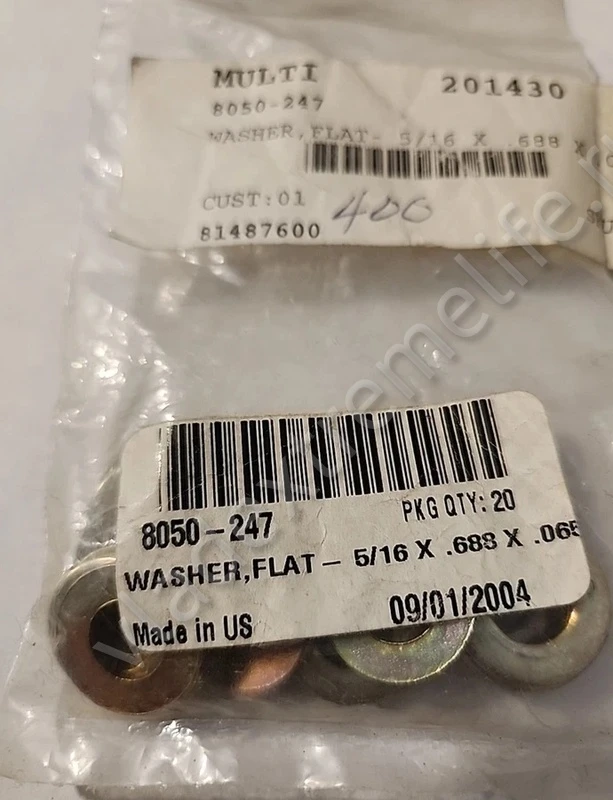 MULTI 201430
8050-247
WASHER,FLAT- 5/16 X .688 X
CUST:01 400
81487600
8050-247 PKG QTY: 20
WASHER,FLAT- 5/16 X .688 X .065
Made in US 09/01/2004